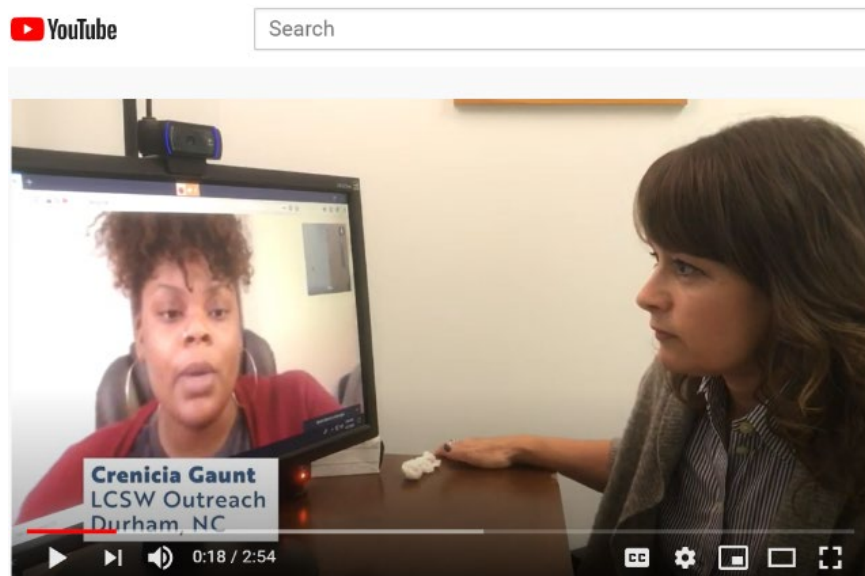 YouTube
Search
Crenicia Gaunt
LCSW Outreach
Durham, NC
0:18 / 2:54
CC